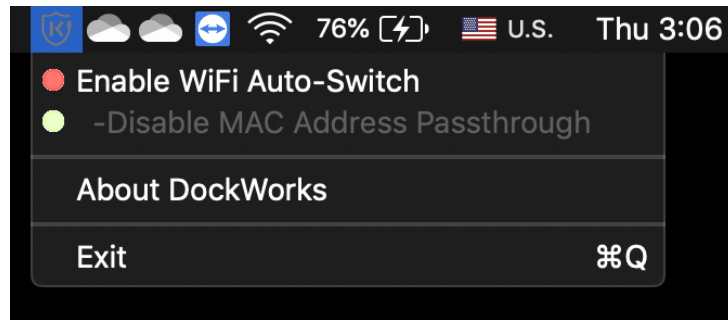 76% U.S. Thu 3:06
Enable WiFi Auto-Switch
-Disable MAC Address Passthrough
About DockWorks
Exit ⌘Q